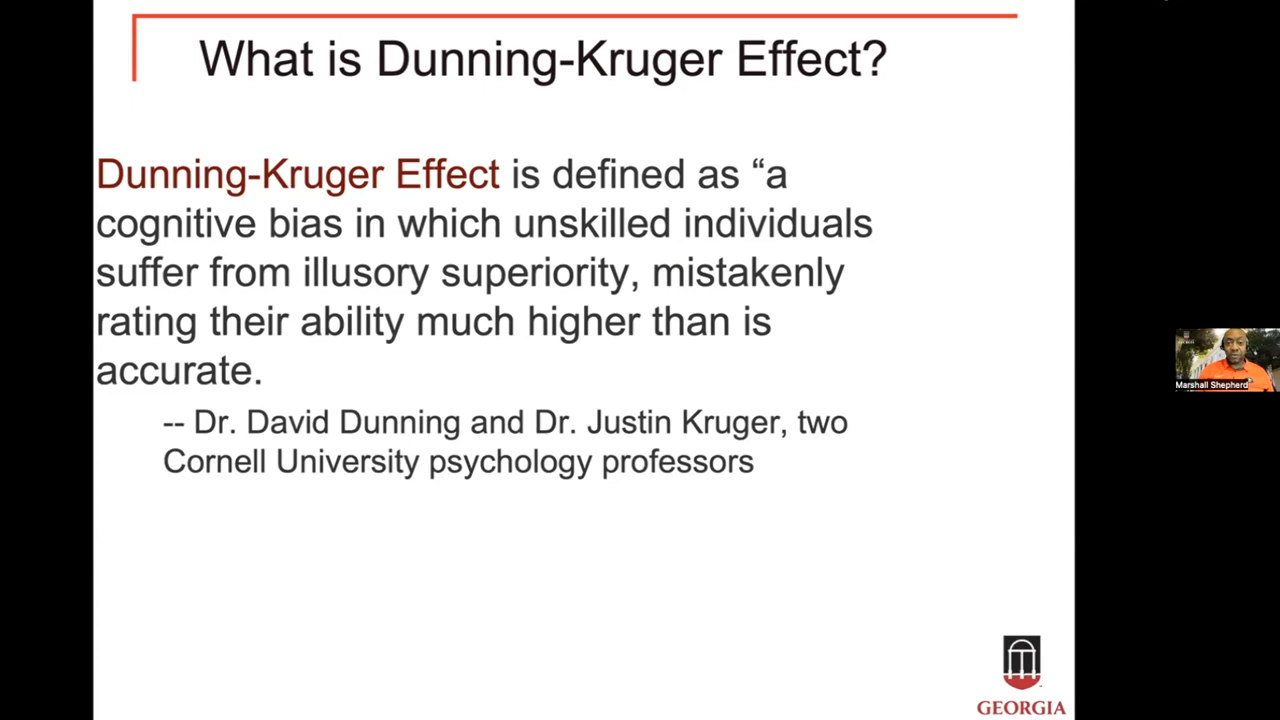 What is Dunning-Kruger Effect?
Dunning-Kruger Effect is defined as “a
cognitive bias in which unskilled individuals
suffer from illusory superiority, mistakenly
rating their ability much higher than is
accurate.
-- Dr. David Dunning and Dr. Justin Kruger, two
Cornell University psychology professors
Marshall Shepherd
GEORGIA